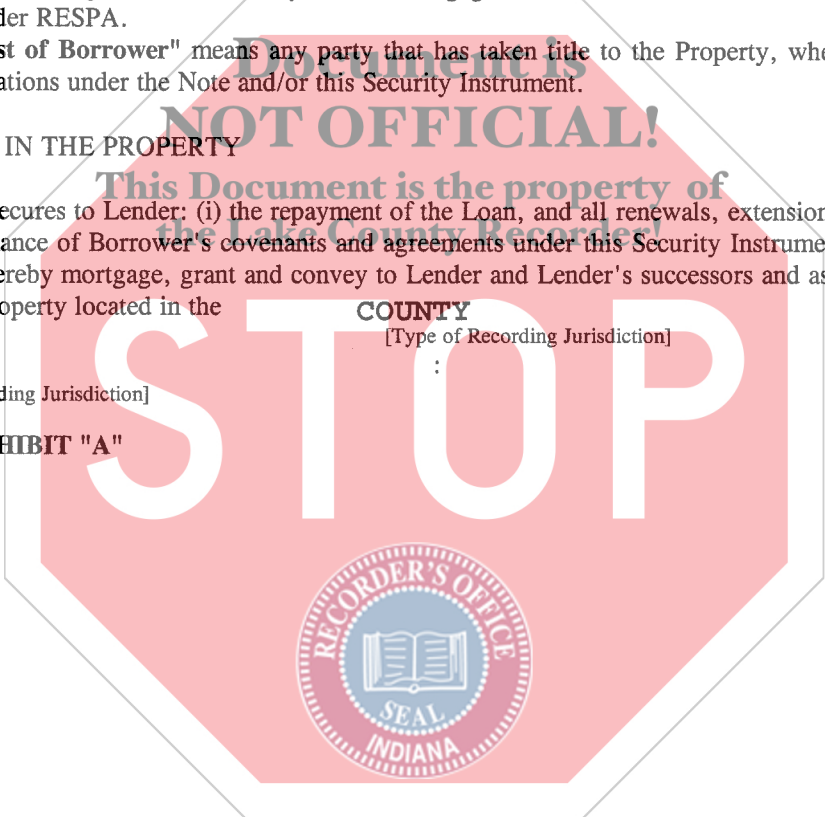 der RESPA.
st of Borrower" means any party that has taken title to the Property, whe
ations under the Note and/or this Security Instrument.
Document is
NOT OFFICIAL!
IN THE PROPERTY
This Document is the property of
the Lake County Recorder!
ecures to Lender: (i) the repayment of the Loan, and all renewals, extension
ance of Borrower's covenants and agreements under this Security Instrume
ereby mortgage, grant and convey to Lender and Lender's successors and as
operty located in the COUNTY
[Type of Recording Jurisdiction]
:
ding Jurisdiction]
HIBIT "A"
STOP
RECORDER'S OFFICE
SEAL
INDIANA